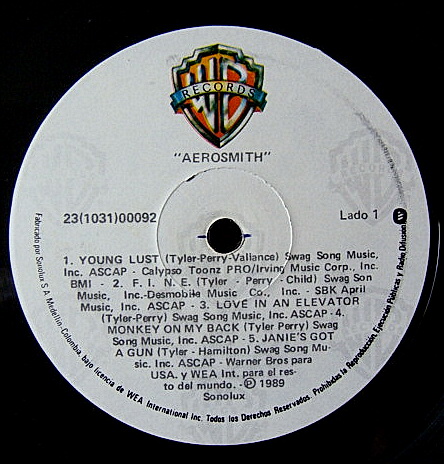 WB
RECORDS
"AEROSMITH"
23(1031)00092
Lado 1
1. YOUNG LUST (Tyler-Perry-Vallance) Swag Song Music,
Inc. ASCAP - Calypso Toonz PRO/Irving Music Corp., Inc.
BMI - 2. F. I. N. E. (Tyler - Perry - Child) Swag Son
Music, Inc.-Desmobile Music Co., Inc. - SBK April
Music, Inc. ASCAP - 3. LOVE IN AN ELEVATOR
(Tyler-Perry) Swag Song Music, Inc. ASCAP - 4.
MONKEY ON MY BACK (Tyler Perry) Swag
Song Music, Inc. ASCAP - 5. JANIE'S GOT
A GUN (Tyler - Hamilton) Swag Song Mu-
sic. Inc. ASCAP - Warner Bros para
USA. y WEA Int. para el res-
to del mundo. - Ⓟ 1989
Sonolux
Fabricado por Sonolux S A Medellín-Colombia, bajo licencia de WEA International Inc. Todos los Derechos Reservados. Prohibidas la Reproducción, Ejecución Públicas y Radio Difusión